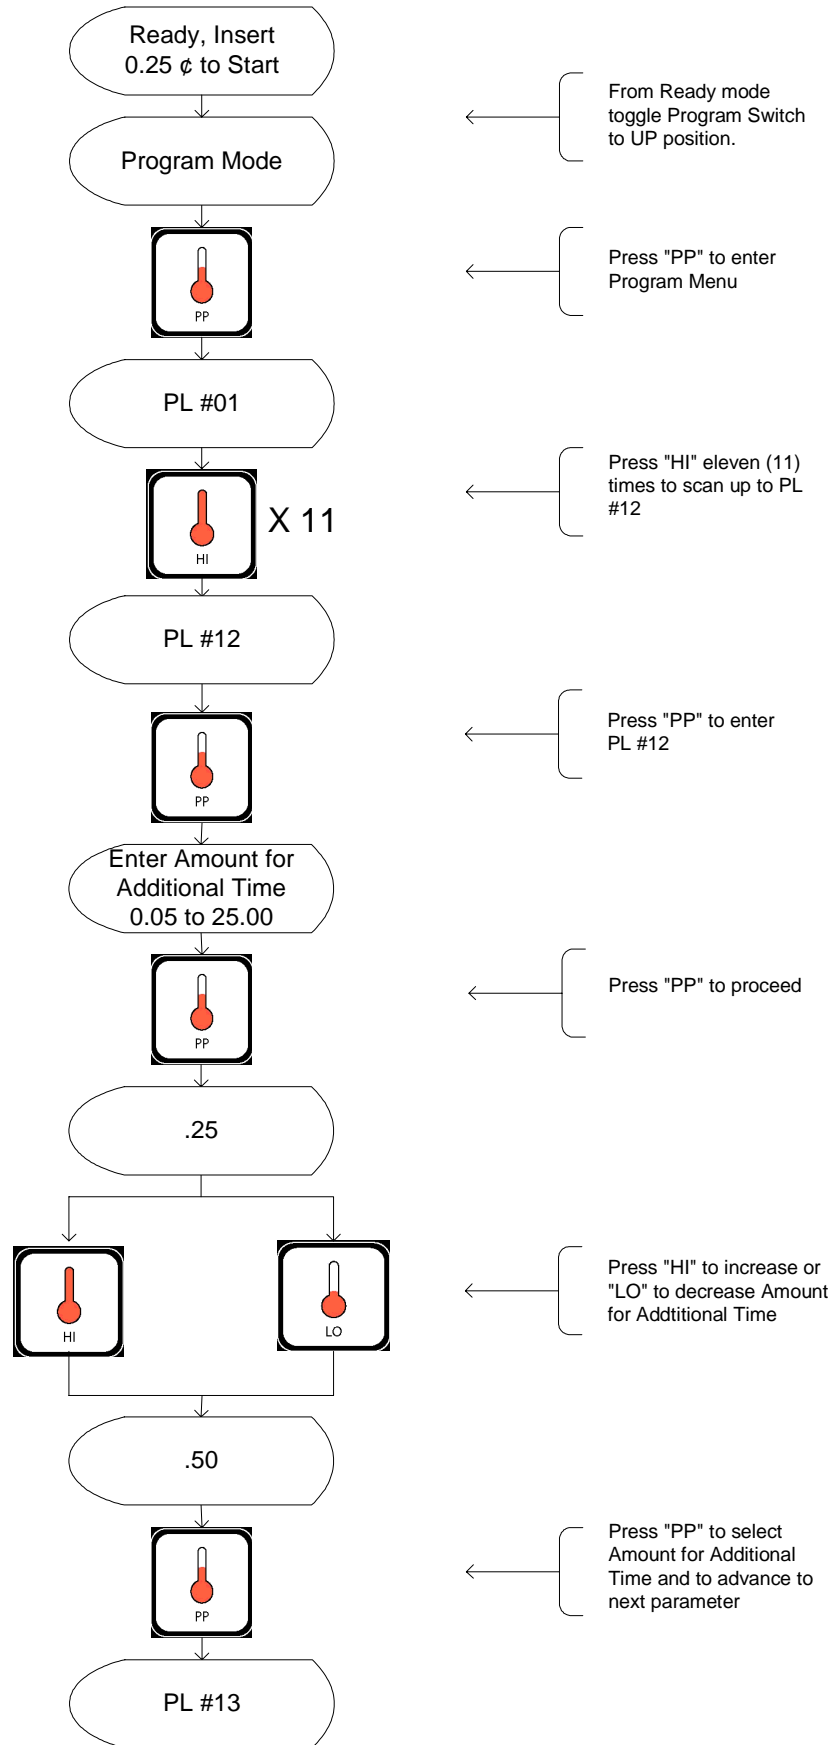 Ready, Insert
0.25 ¢ to Start
From Ready mode
toggle Program Switch
to UP position.
Program Mode
PP
Press "PP" to enter
Program Menu
PL #01
HI
X 11
Press "HI" eleven (11)
times to scan up to PL
#12
PL #12
PP
Press "PP" to enter
PL #12
Enter Amount for
Additional Time
0.05 to 25.00
PP
Press "PP" to proceed
.25
HI
LO
Press "HI" to increase or
"LO" to decrease Amount
for Addtitional Time
.50
PP
Press "PP" to select
Amount for Additional
Time and to advance to
next parameter
PL #13